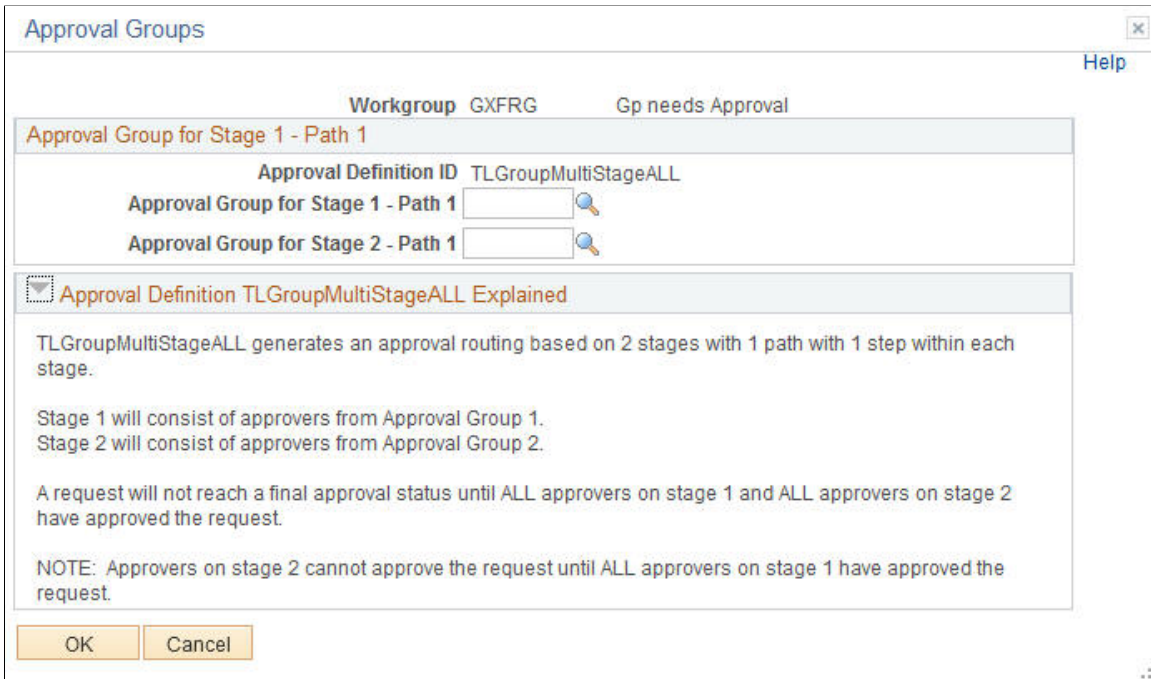 Approval Groups
Help
Workgroup GXFRG Gp needs Approval
Approval Group for Stage 1 - Path 1
Approval Definition ID TLGroupMultiStageALL
Approval Group for Stage 1 - Path 1
Approval Group for Stage 2 - Path 1
Approval Definition TLGroupMultiStageALL Explained
TLGroupMultiStageALL generates an approval routing based on 2 stages with 1 path with 1 step within each
stage.
Stage 1 will consist of approvers from Approval Group 1.
Stage 2 will consist of approvers from Approval Group 2.
A request will not reach a final approval status until ALL approvers on stage 1 and ALL approvers on stage 2
have approved the request.
NOTE: Approvers on stage 2 cannot approve the request until ALL approvers on stage 1 have approved the
request.
OK Cancel